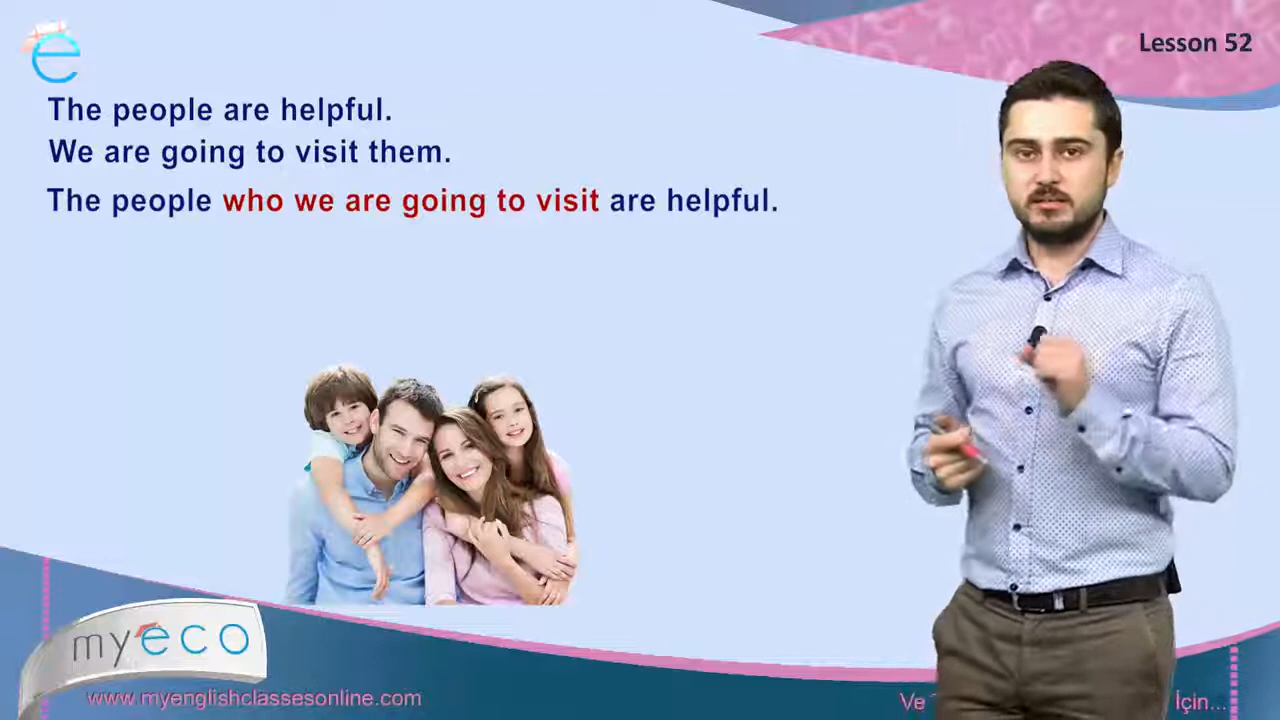 Lesson 52
The people are helpful.
We are going to visit them.
The people who we are going to visit are helpful.
myeco
www.myenglishclassesonline.com
Ve
İçin...